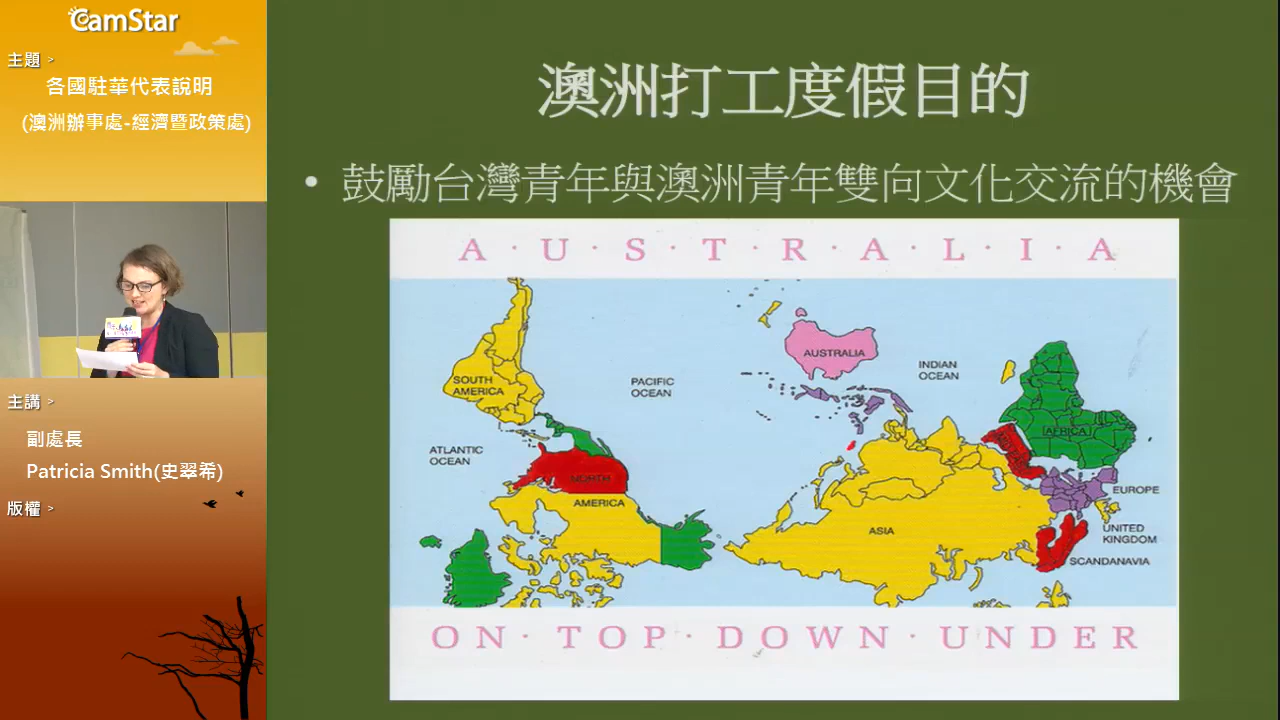 CamStar
主題 >
各國駐華代表說明
(澳洲辦事處-經濟暨政策處)
主講 >
副處長
Patricia Smith(史翠希)
版權 >
澳洲打工度假目的
• 鼓勵台灣青年與澳洲青年雙向文化交流的機會
A · U · S · T · R · A · L · I · A
AUSTRALIA
INDIAN
OCEAN
SOUTH
AMERICA
PACIFIC
OCEAN
AFRICA
ATLANTIC
OCEAN
NORTH
AMERICA
EUROPE
ASIA
UNITED
KINGDOM
SCANDANAVIA
ON · TOP · DOWN · UNDER